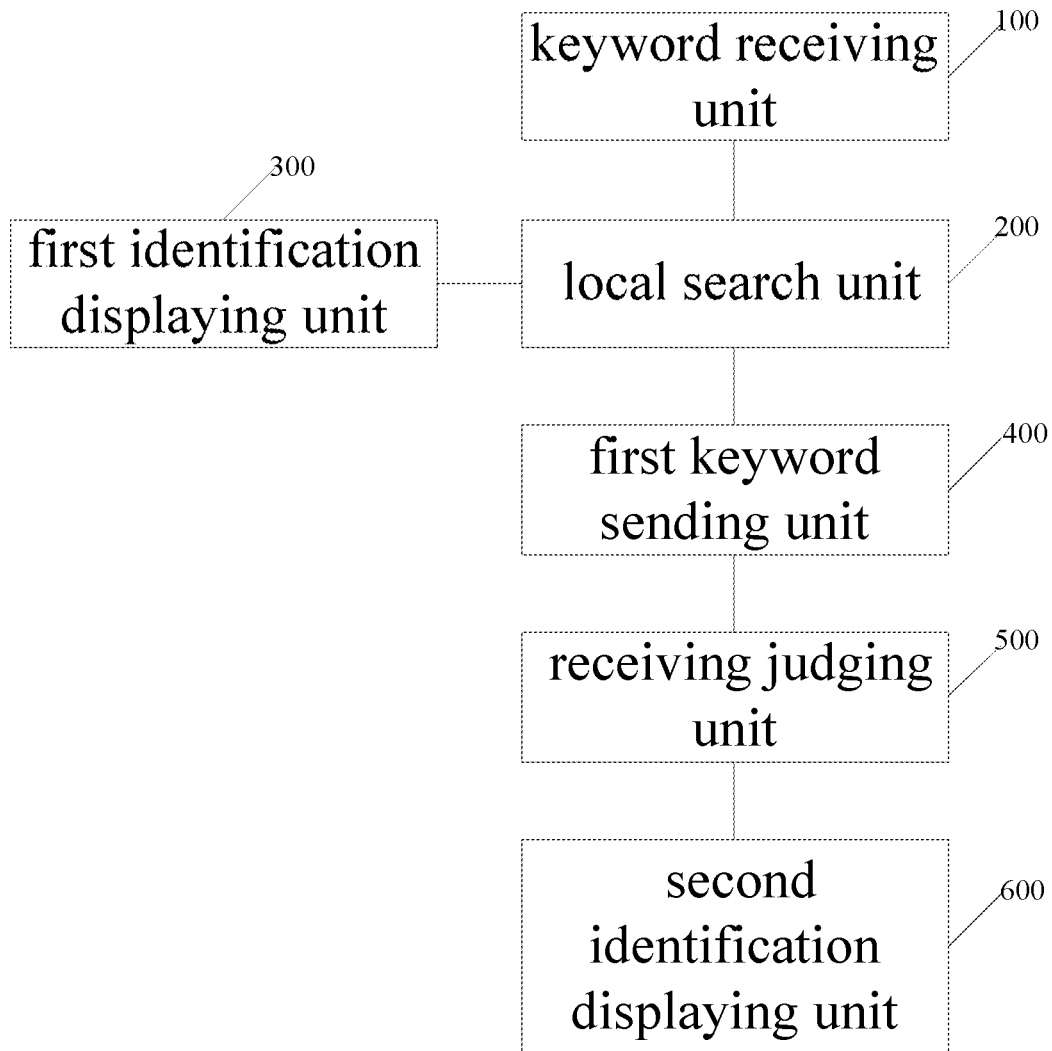 100
keyword receiving
unit
300
200
first identification
displaying unit
local search unit
400
first keyword
sending unit
500
receiving judging
unit
600
second
identification
displaying unit